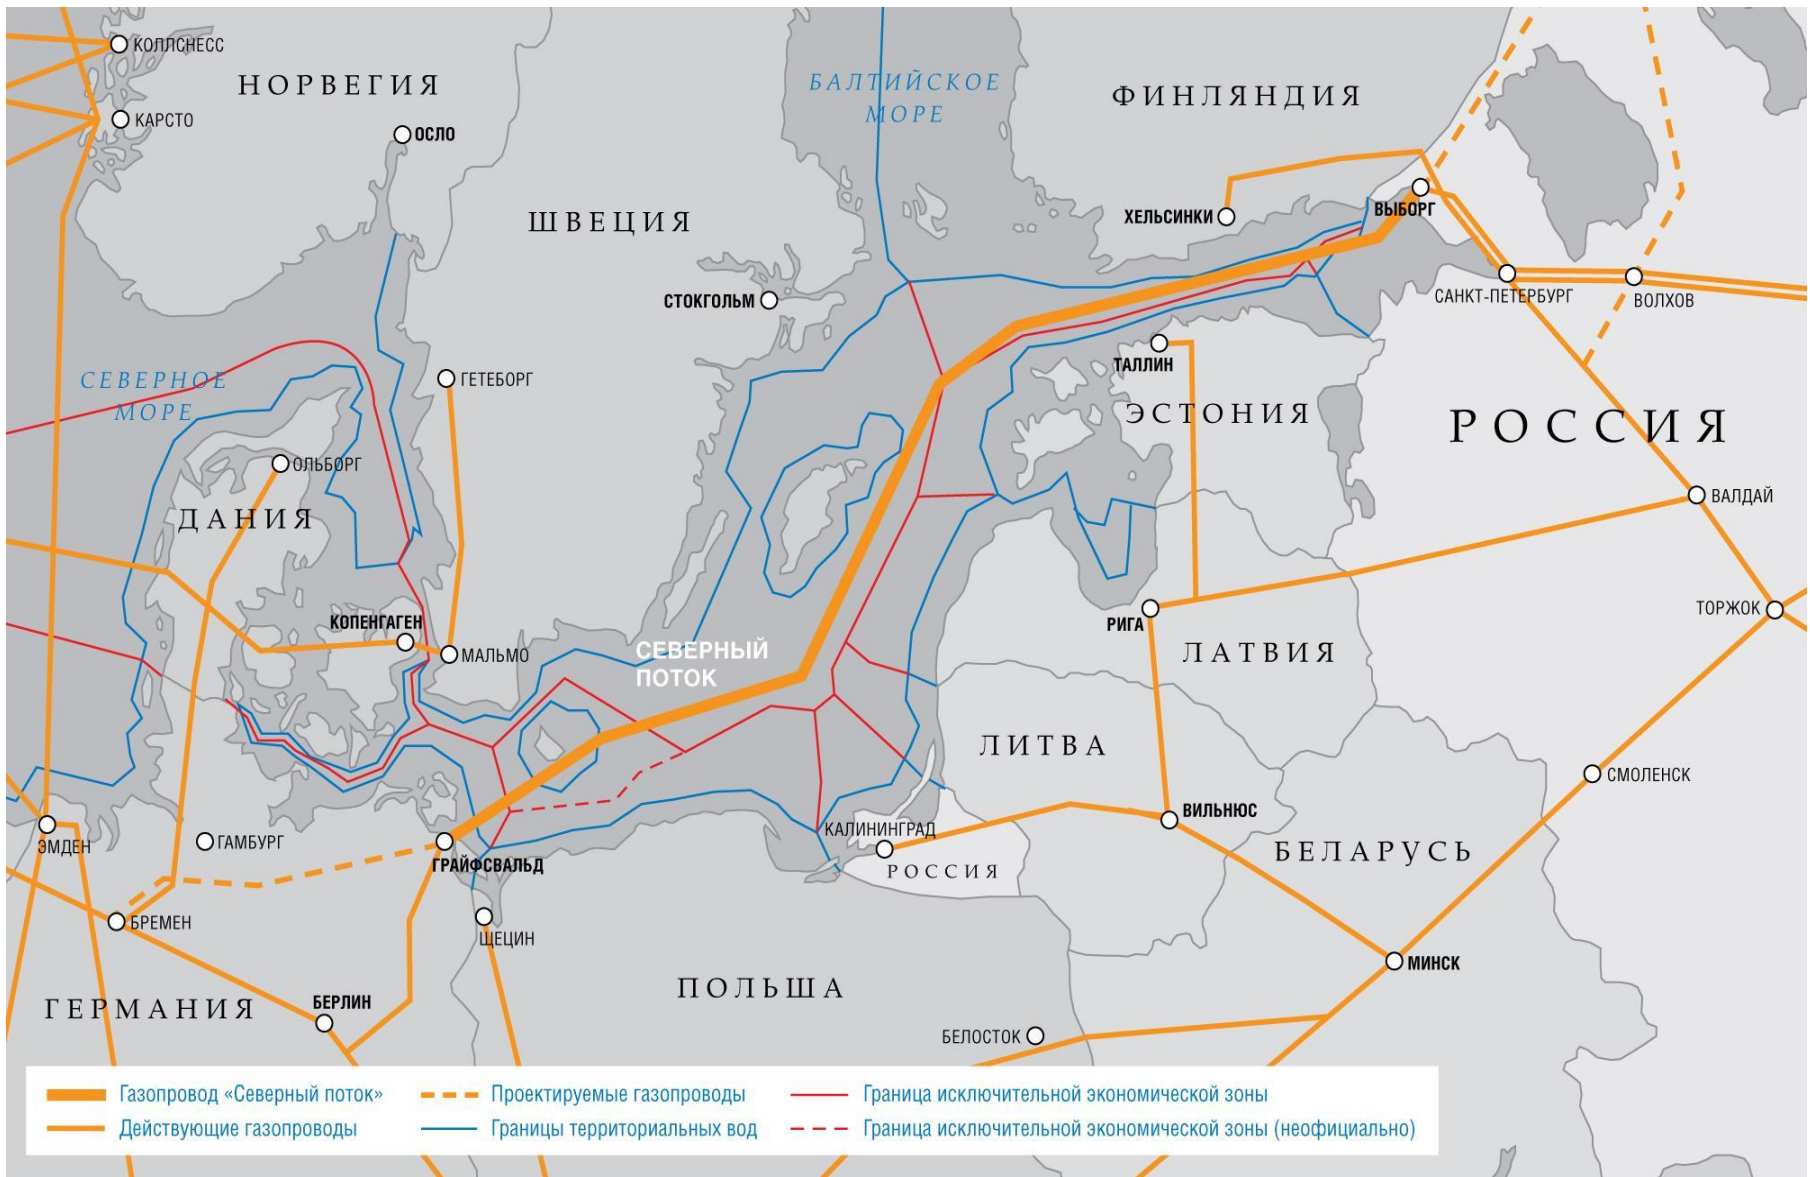 КОЛЛСНЕСС
НОРВЕГИЯ
КАРСТО
ОСЛО
БАЛТИЙСКОЕ
МОРЕ
ФИНЛЯНДИЯ
ШВЕЦИЯ
ХЕЛЬСИНКИ
ВЫБОРГ
СТОКГОЛЬМ
САНКТ-ПЕТЕРБУРГ
ВОЛХОВ
СЕВЕРНОЕ
МОРЕ
ГЕТЕБОРГ
ТАЛЛИН
ЭСТОНИЯ
РОССИЯ
ОЛЬБОРГ
ДАНИЯ
ВАЛДАЙ
КОПЕНГАГЕН
МАЛЬМО
СЕВЕРНЫЙ
ПОТОК
РИГА
ЛАТВИЯ
ТОРЖОК
ЛИТВА
СМОЛЕНСК
ЭМДЕН
ГАМБУРГ
ГРАЙФСВАЛЬД
КАЛИНИНГРАД
РОССИЯ
ВИЛЬНЮС
БЕЛАРУСЬ
БРЕМЕН
ЩЕЦИН
МИНСК
ГЕРМАНИЯ
БЕРЛИН
ПОЛЬША
БЕЛОСТОК
Газопровод «Северный поток»
Проектируемые газопроводы
Граница исключительной экономической зоны
Действующие газопроводы
Границы территориальных вод
Граница исключительной экономической зоны (неофициально)